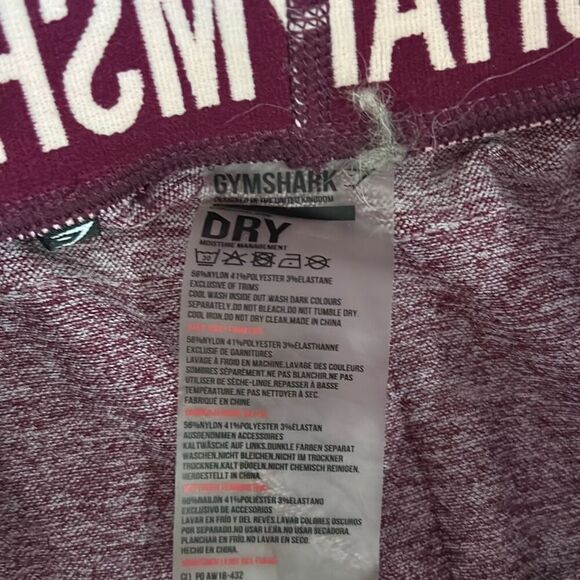 GYMSHARK
DESIGNED IN THE UNITED KINGDOM
DRY
MOISTURE MANAGEMENT
30
56%NYLON 41%POLYESTER 3%ELASTANE
EXCLUSIVE OF TRIMS
COOL WASH INSIDE OUT.WASH DARK COLOURS
SEPARATELY.DO NOT BLEACH.DO NOT TUMBLE DRY.
COOL IRON.DO NOT DRY CLEAN.MADE IN CHINA
56%NYLON 41%POLYESTER 3%ELASTHANNE
EXCLUSIF DE GARNITURES
LAVAGE À FROID EN MACHINE.LAVAGE DES COULEURS
SOMBRES SÉPAREMENT.NE PAS BLANCHIR.NE PAS
UTILISER DE SÈCHE-LINGE.REPASSER À BASSE
TEMPÉRATURE.NE PAS NETTOYER À SEC.
FABRIQUÉ EN CHINE
56%NYLON 41%POLYESTER 3%ELASTAN
AUSGENOMMEN ACCESSOIRES
KALTWÄSCHE AUF LINKS.DUNKLE FARBEN SEPARAT
WASCHEN.NICHT BLEICHEN.NICHT IM TROCKNER
TROCKNEN.KALT BÜGELN.NICHT CHEMISCH REINIGEN.
HERGESTELLT IN CHINA.
56%NAILON 41%POLIÉSTER 3%ELASTANO
EXCLUSIVO DE ACCESORIOS
LAVAR EN FRÍO Y DEL REVÉS.LAVAR COLORES OSCUROS
POR SEPARADO.NO USAR LEJÍA.NO USAR SECADORA.
PLANCHAR EN FRÍO.NO LAVAR EN SECO.
HECHO EN CHINA.
AW18-432